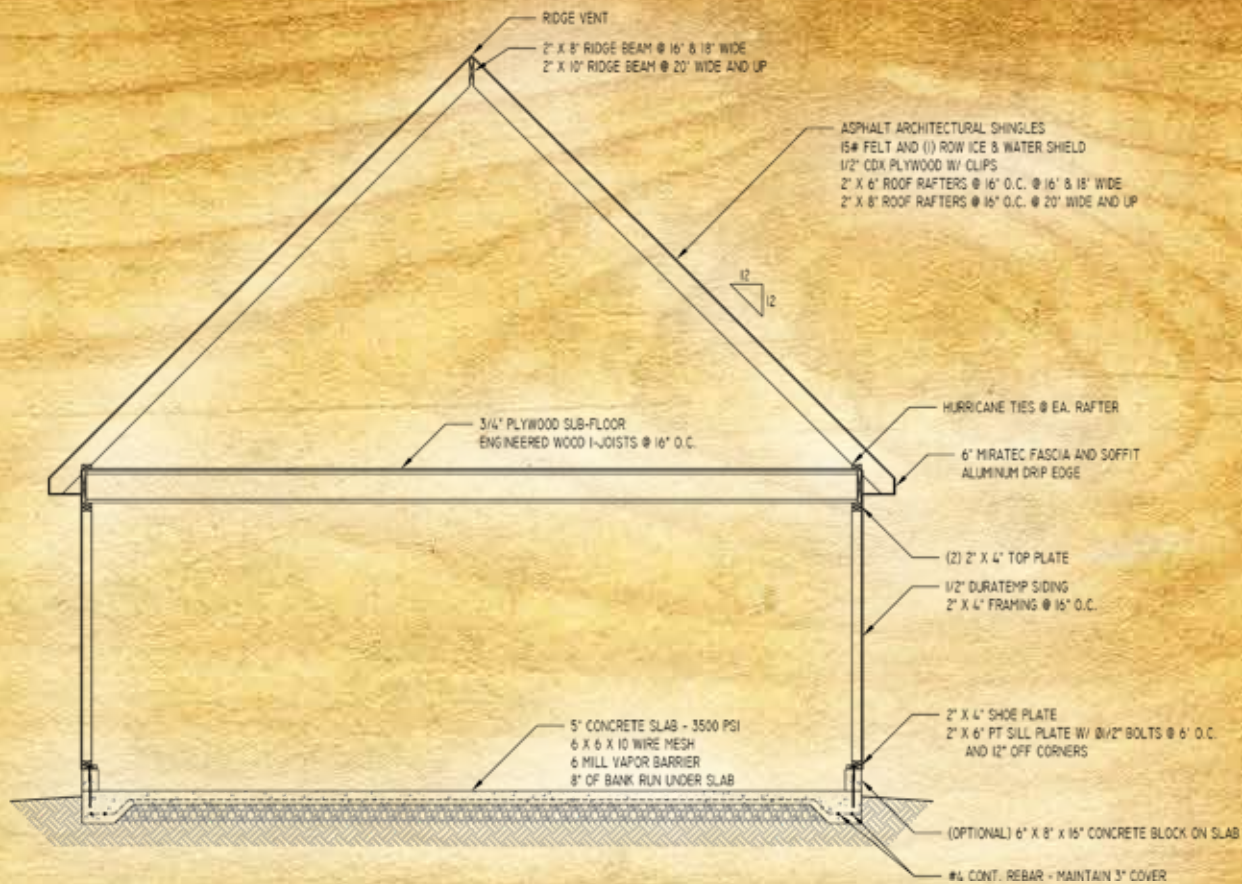 RIDGE VENT
2" X 8" RIDGE BEAM @ 16' & 18' WIDE
2" X 10" RIDGE BEAM @ 20' WIDE AND UP
ASPHALT ARCHITECTURAL SHINGLES
15# FELT AND (1) ROW ICE & WATER SHIELD
1/2" CDX PLYWOOD W/ CLIPS
2" X 6" ROOF RAFTERS @ 16" O.C. @ 16' & 18' WIDE
2" X 8" ROOF RAFTERS @ 16" O.C. @ 20' WIDE AND UP
12
12
HURRICANE TIES @ EA. RAFTER
3/4" PLYWOOD SUB-FLOOR
ENGINEERED WOOD I-JOISTS @ 16" O.C.
6" MIRATEC FASCIA AND SOFFIT
ALUMINUM DRIP EDGE
(2) 2" X 4" TOP PLATE
1/2" DURATEMP SIDING
2" X 4" FRAMING @ 16" O.C.
5" CONCRETE SLAB - 3500 PSI
6 X 6 X 10 WIRE MESH
6 MILL VAPOR BARRIER
8" OF BANK RUN UNDER SLAB
2" X 4" SHOE PLATE
2" X 6" PT SILL PLATE W/ Ø1/2" BOLTS @ 6' O.C.
AND 12" OFF CORNERS
(OPTIONAL) 6" X 8" x 16" CONCRETE BLOCK ON SLAB
#4 CONT. REBAR - MAINTAIN 3" COVER